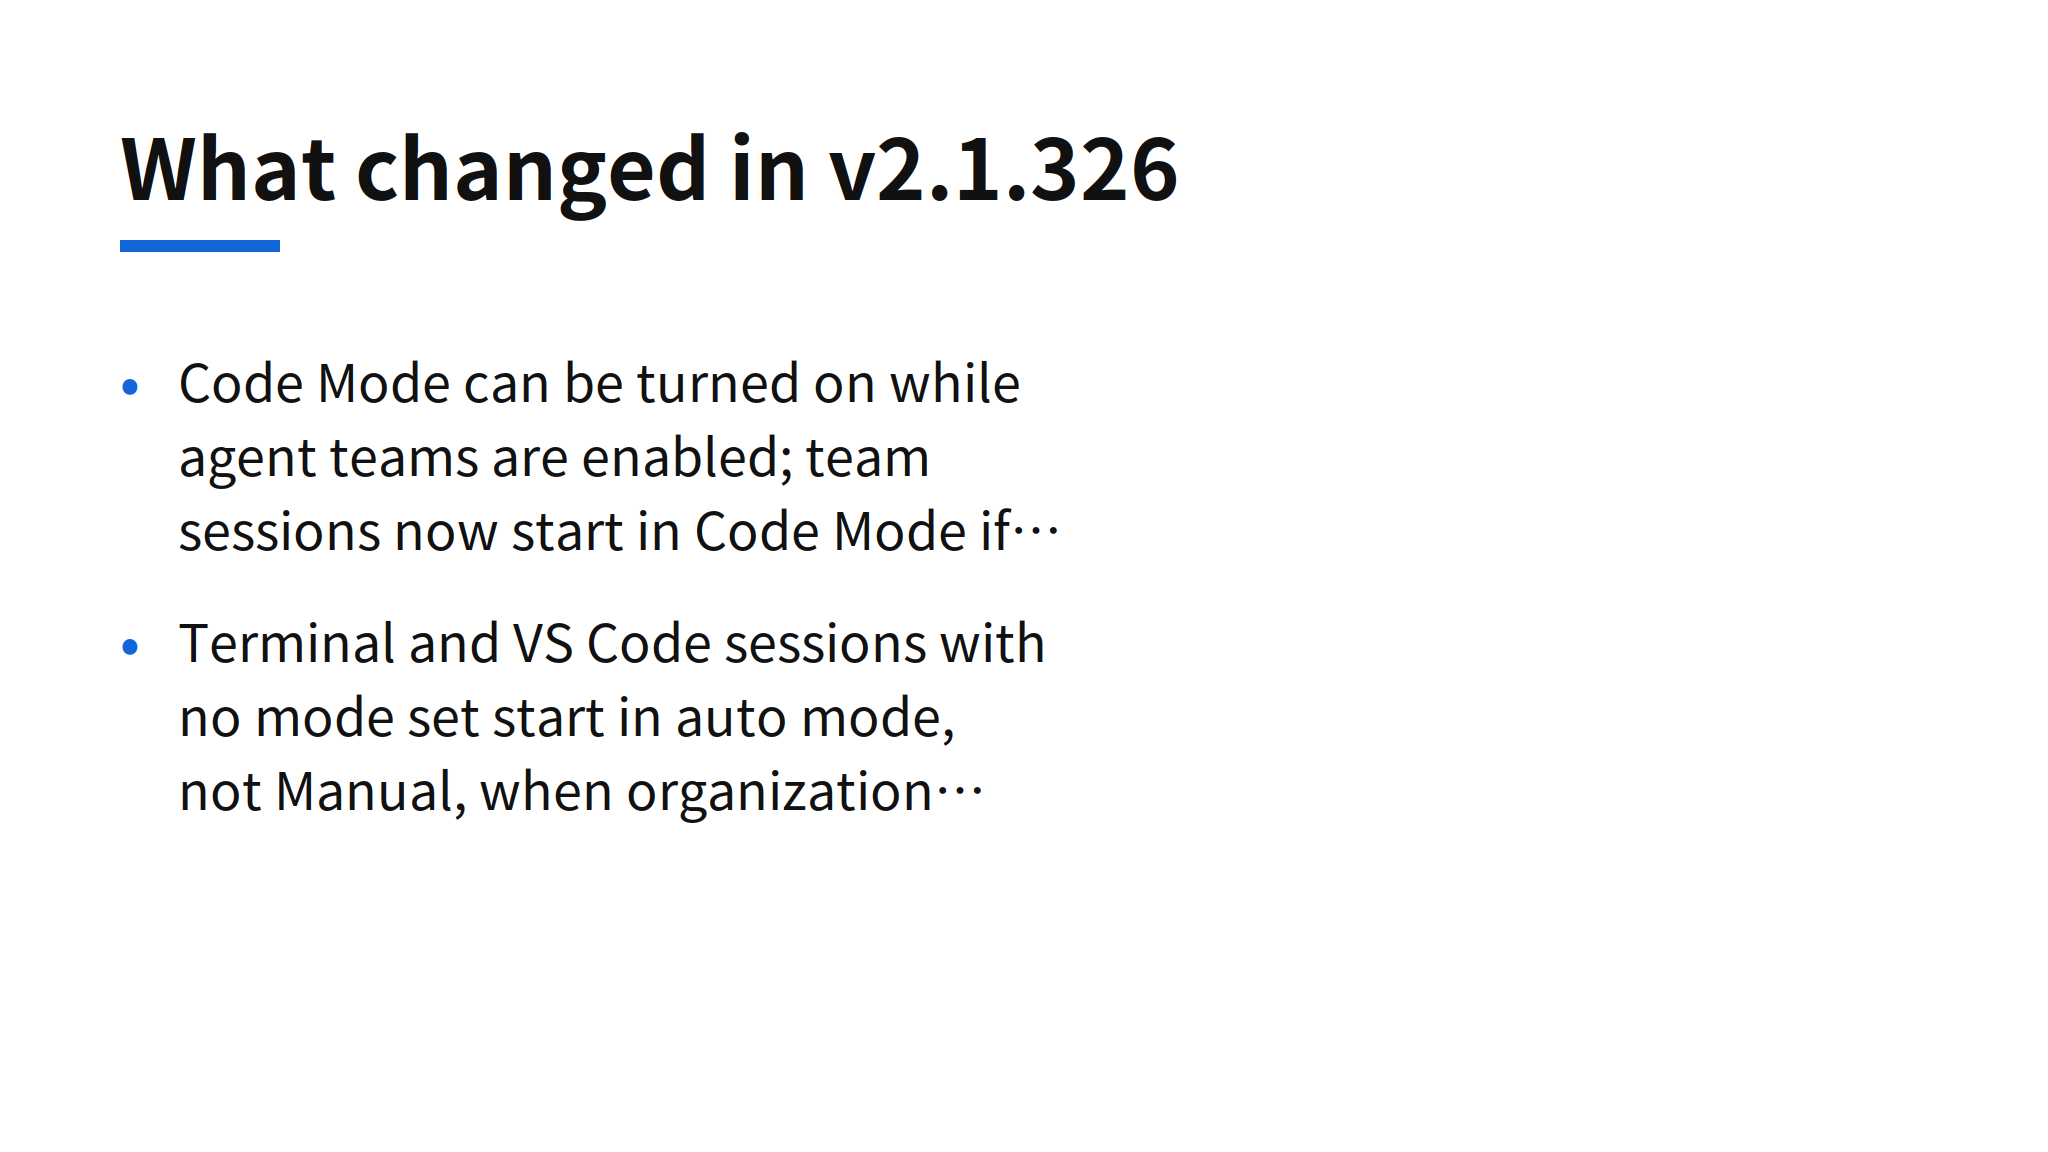 What changed in v2.1.326
• Code Mode can be turned on while
agent teams are enabled; team
sessions now start in Code Mode if…
• Terminal and VS Code sessions with
no mode set start in auto mode,
not Manual, when organization…